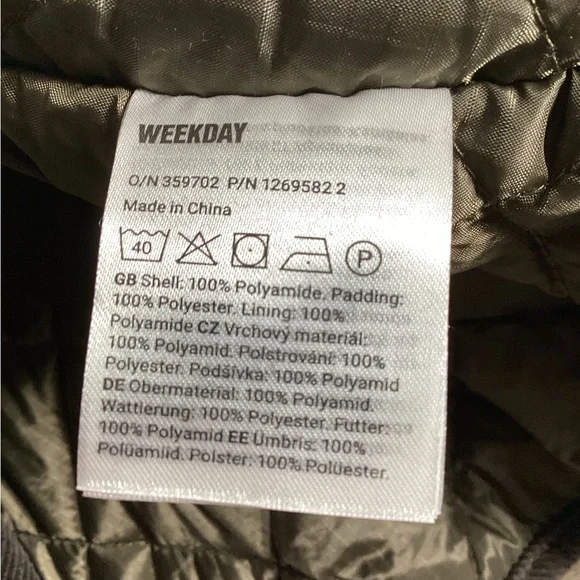 WEEKDAY
O/N 359702 P/N 1269582 2
Made in China
40
P
GB Shell: 100% Polyamide. Padding:
100% Polyester. Lining: 100%
Polyamide CZ Vrchový materiál:
100% Polyamid. Polstrování: 100%
Polyester. Podšívka: 100% Polyamid
DE Obermaterial: 100% Polyamid.
Wattierung: 100% Polyester. Futter:
100% Polyamid EE Ümbris: 100%
Polüamiid. Polster: 100% Polüester.